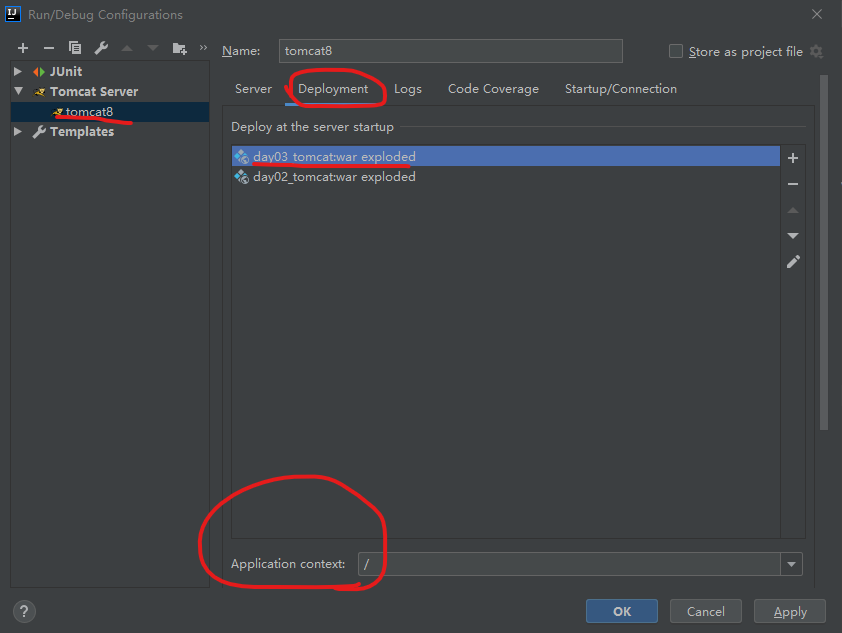 Run/Debug Configurations
Name: tomcat8
Store as project file
JUnit
Tomcat Server
tomcat8
Templates
Server Deployment Logs Code Coverage Startup/Connection
Deploy at the server startup
day03_tomcat:war exploded
day02_tomcat:war exploded
Application context: /
? OK Cancel Apply